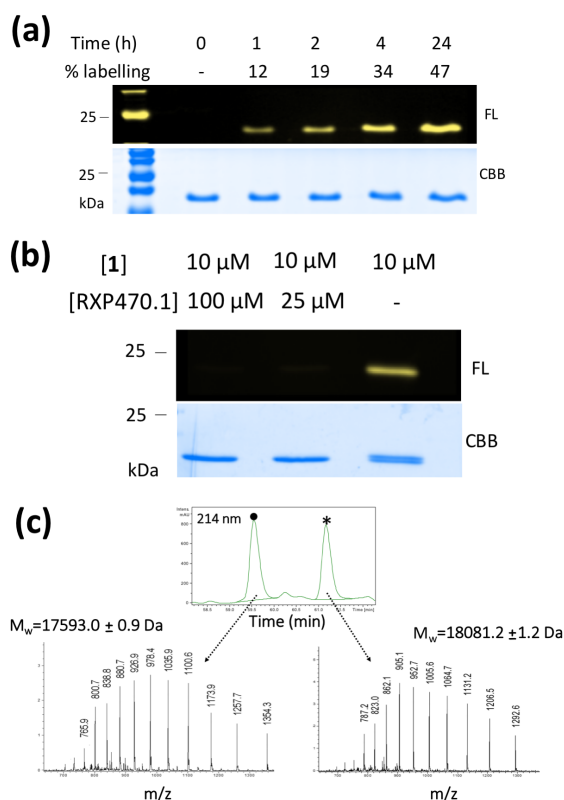 (a)
Time (h) 0 1 2 4 24
% labelling - 12 19 34 47
25
FL
25
CBB
kDa
(b)
[1] 10 µM 10 µM 10 µM
[RXP470.1] 100 µM 25 µM -
25
FL
25
CBB
kDa
(c)
214 nm
Time (min)
Mw=17593.0 ± 0.9 Da
Mw=18081.2 ±1.2 Da
765.9 800.7 838.8 880.7 926.9 978.4 1035.9 1100.6 1173.9 1257.7 1354.3
787.2 823.0 862.1 905.1 952.7 1005.6 1064.7 1131.2 1206.5 1292.6
m/z
m/z